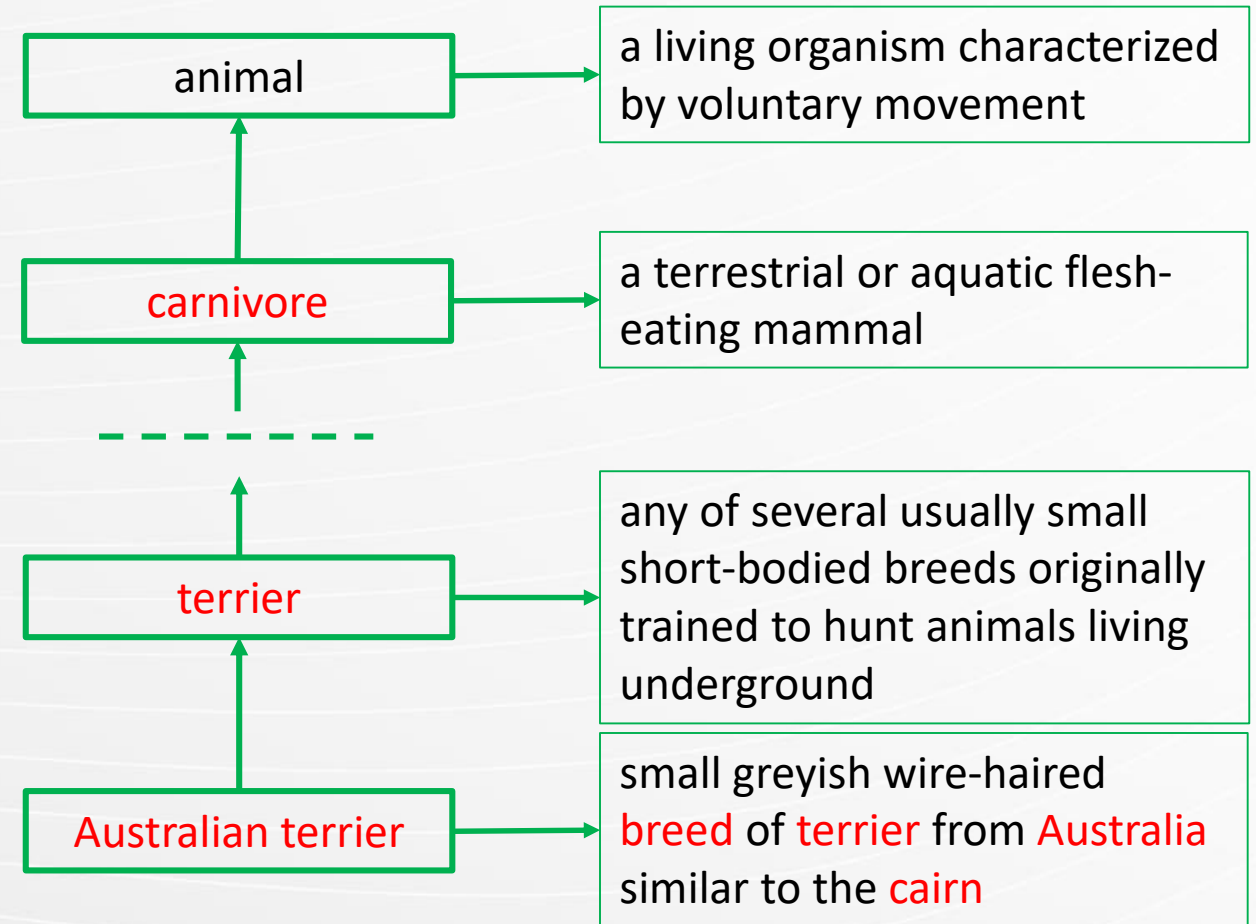 animal
a living organism characterized
by voluntary movement
carnivore
a terrestrial or aquatic flesh-
eating mammal
terrier
any of several usually small
short-bodied breeds originally
trained to hunt animals living
underground
Australian terrier
small greyish wire-haired
breed of terrier from Australia
similar to the cairn